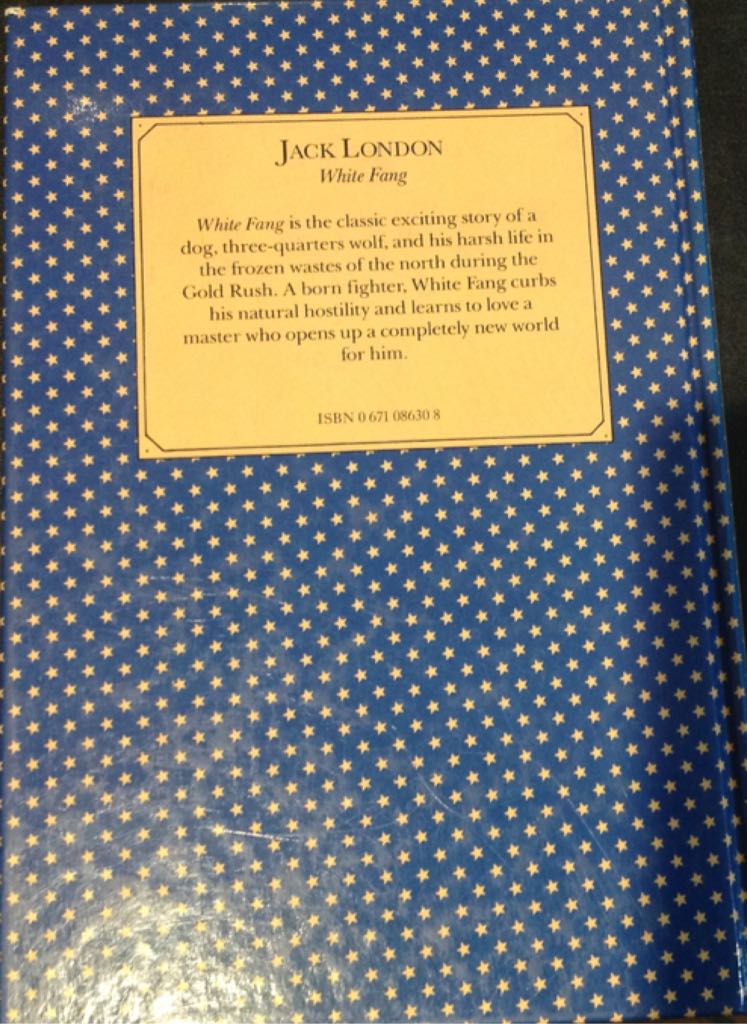 JACK LONDON
White Fang
White Fang is the classic exciting story of a
dog, three-quarters wolf, and his harsh life in
the frozen wastes of the north during the
Gold Rush. A born fighter, White Fang curbs
his natural hostility and learns to love a
master who opens up a completely new world
for him.
ISBN 0 671 08630 8